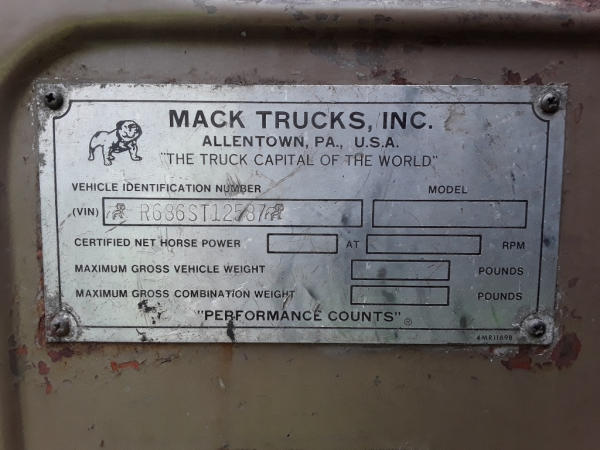 MACK TRUCKS, INC.
ALLENTOWN, PA., U.S.A.
"THE TRUCK CAPITAL OF THE WORLD"
VEHICLE IDENTIFICATION NUMBER MODEL
(VIN) R686ST12587
CERTIFIED NET HORSE POWER AT RPM
MAXIMUM GROSS VEHICLE WEIGHT POUNDS
MAXIMUM GROSS COMBINATION WEIGHT POUNDS
"PERFORMANCE COUNTS"®